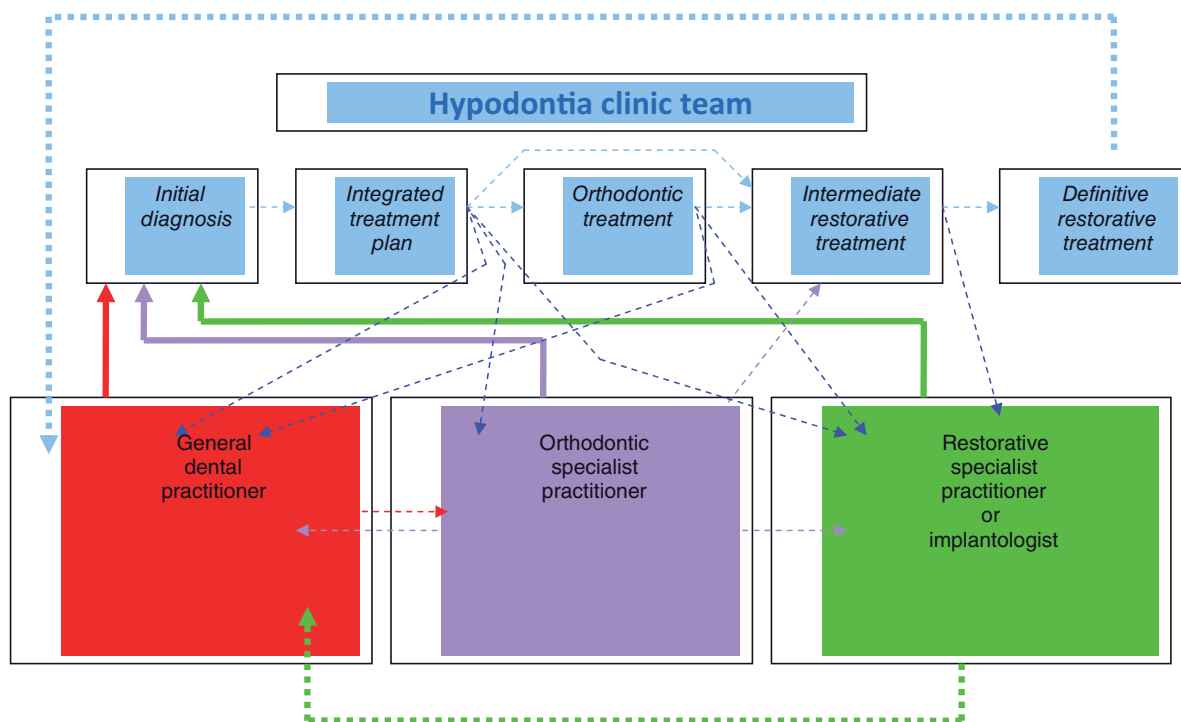 Hypodontia clinic team
Initial
diagnosis
Integrated
treatment
plan
Orthodontic
treatment
Intermediate
restorative
treatment
Definitive
restorative
treatment
General
dental
practitioner
Orthodontic
specialist
practitioner
Restorative
specialist
practitioner
or
implantologist